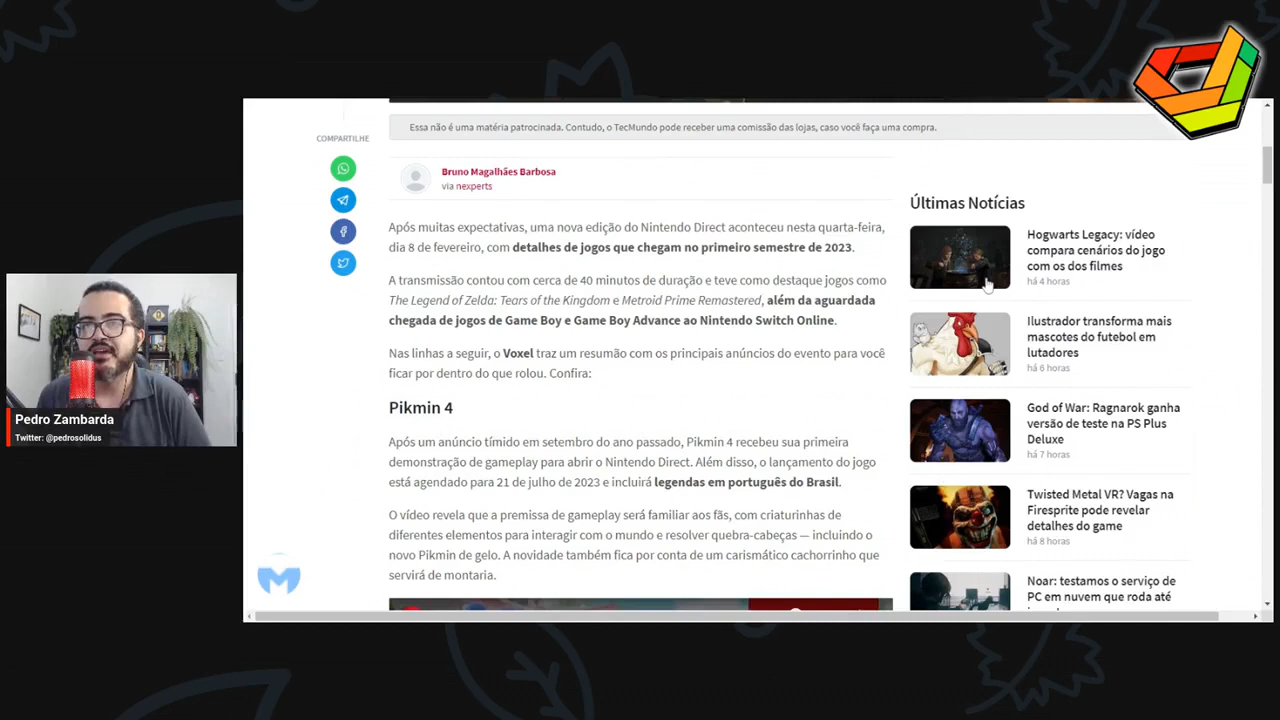 Essa não é uma matéria patrocinada. Contudo, o TecMundo pode receber uma comissão das lojas, caso você faça uma compra.
COMPARTILHE
Bruno Magalhães Barbosa
via nexperts
Após muitas expectativas, uma nova edição do Nintendo Direct aconteceu nesta quarta-feira,
dia 8 de fevereiro, com detalhes de jogos que chegam no primeiro semestre de 2023.
A transmissão contou com cerca de 40 minutos de duração e teve como destaque jogos como
The Legend of Zelda: Tears of the Kingdom e Metroid Prime Remastered, além da aguardada
chegada de jogos de Game Boy e Game Boy Advance ao Nintendo Switch Online.
Nas linhas a seguir, o Voxel traz um resumão com os principais anúncios do evento para você
ficar por dentro do que rolou. Confira:
Pikmin 4
Após um anúncio tímido em setembro do ano passado, Pikmin 4 recebeu sua primeira
demonstração de gameplay para abrir o Nintendo Direct. Além disso, o lançamento do jogo
está agendado para 21 de julho de 2023 e incluirá legendas em português do Brasil.
O vídeo revela que a premissa de gameplay será familiar aos fãs, com criaturinhas de
diferentes elementos para interagir com o mundo e resolver quebra-cabeças — incluindo o
novo Pikmin de gelo. A novidade também fica por conta de um carismático cachorrinho que
servirá de montaria.
Últimas Notícias
Hogwarts Legacy: vídeo
compara cenários do jogo
com os dos filmes
há 4 horas
Ilustrador transforma mais
mascotes do futebol em
lutadores
há 6 horas
God of War: Ragnarok ganha
versão de teste na PS Plus
Deluxe
há 7 horas
Twisted Metal VR? Vagas na
Firesprite pode revelar
detalhes do game
há 8 horas
Noar: testamos o serviço de
PC em nuvem que roda até
Pedro Zambarda
Twitter: @pedrosolidus